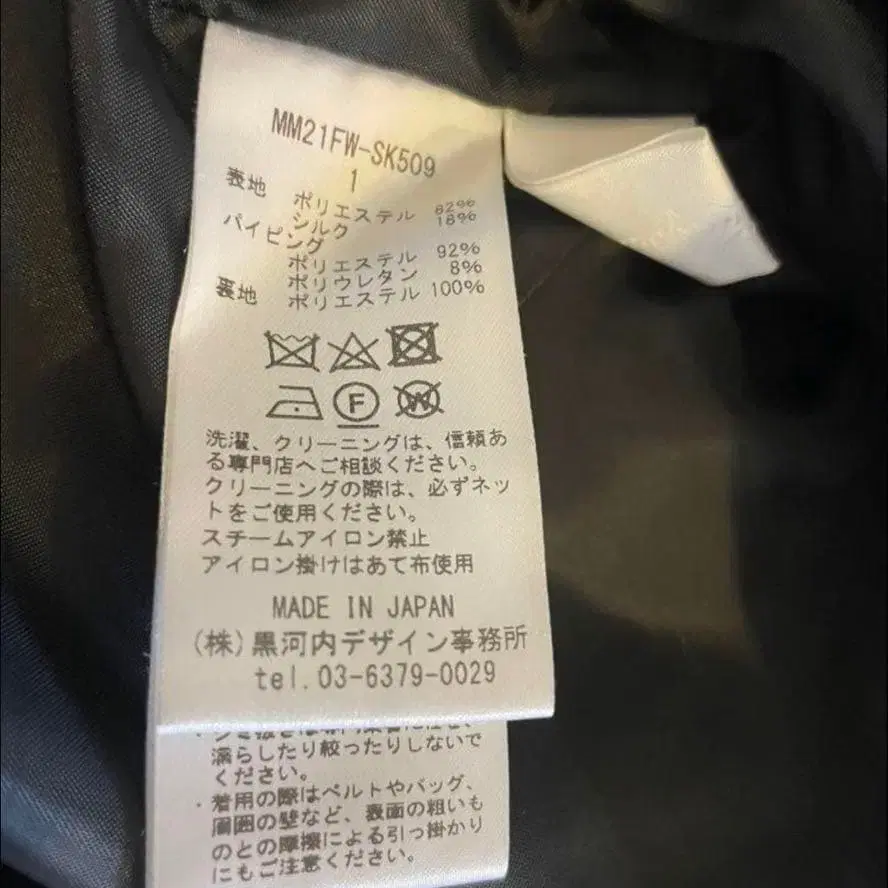 MM21FW-SK509
1
表地 ポリエステル 82%
シルク 18%
パイピング
ポリエステル 92%
ポリウレタン 8%
裏地 ポリエステル 100%
F
W
洗濯、クリーニングは、信頼あ
る専門店へご相談ください。
クリーニングの際は、必ずネッ
トをご使用ください。
スチームアイロン禁止
アイロン掛けはあて布使用
MADE IN JAPAN
(株)黒河内デザイン事務所
tel.03-6379-0029
濡らしたり絞ったりしないで
ください。
・着用の際はベルトやバッグ、
周囲の壁など、表面の粗いも
のとの摩擦による引っ掛かり
にもご注意ください。